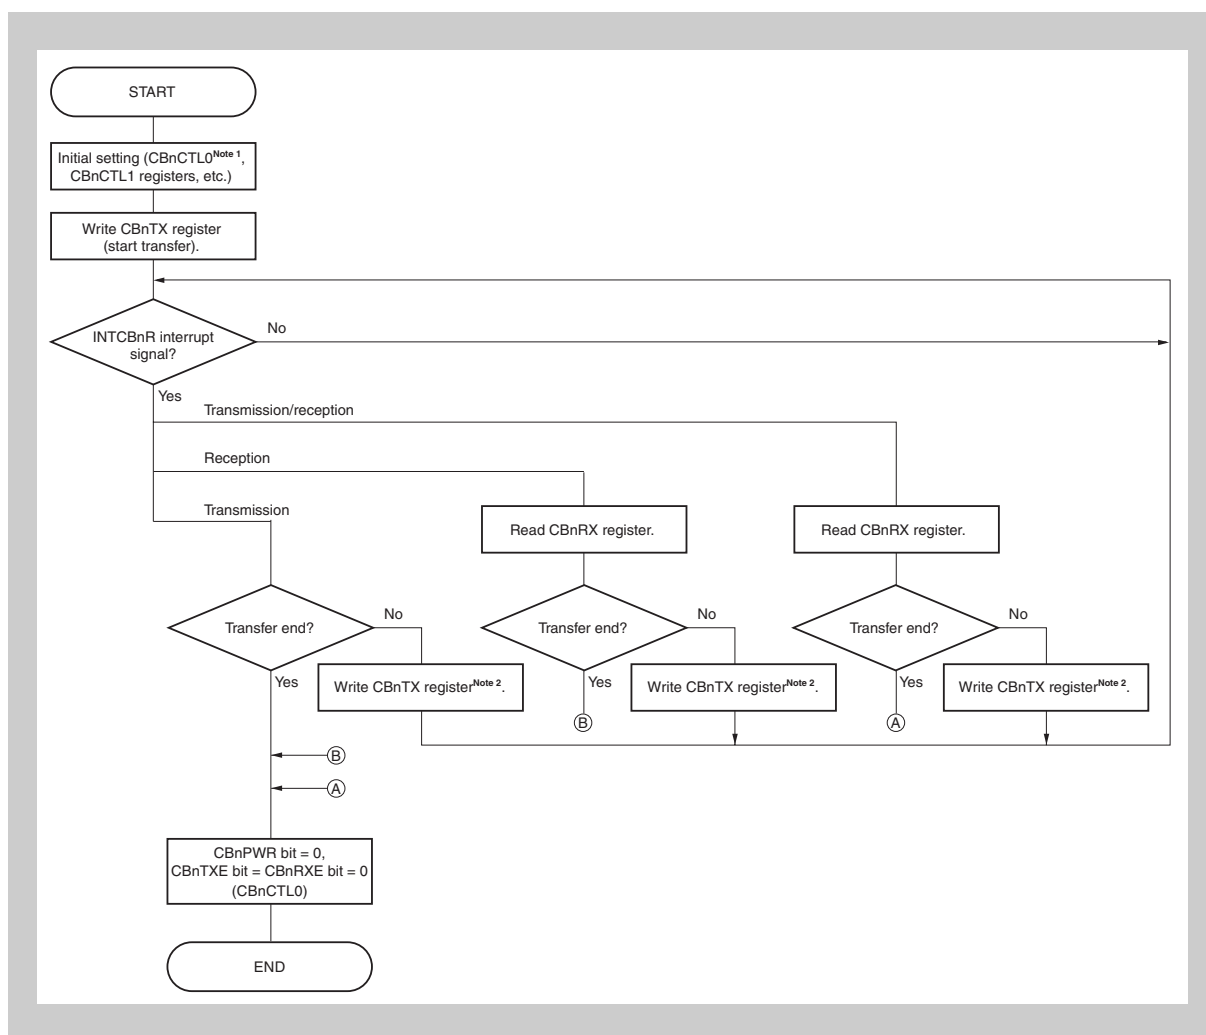 START
Initial setting (CBnCTL0Note 1,
CBnCTL1 registers, etc.)
Write CBnTX register
(start transfer).
INTCBnR interrupt
signal?
No
Yes
Transmission/reception
Reception
Transmission
Read CBnRX register.
Read CBnRX register.
Transfer end?
No
Transfer end?
No
Transfer end?
No
Yes
Write CBnTX registerNote 2.
Yes
Write CBnTX registerNote 2.
Yes
Write CBnTX registerNote 2.
B
A
B
A
CBnPWR bit = 0,
CBnTXE bit = CBnRXE bit = 0
(CBnCTL0)
END